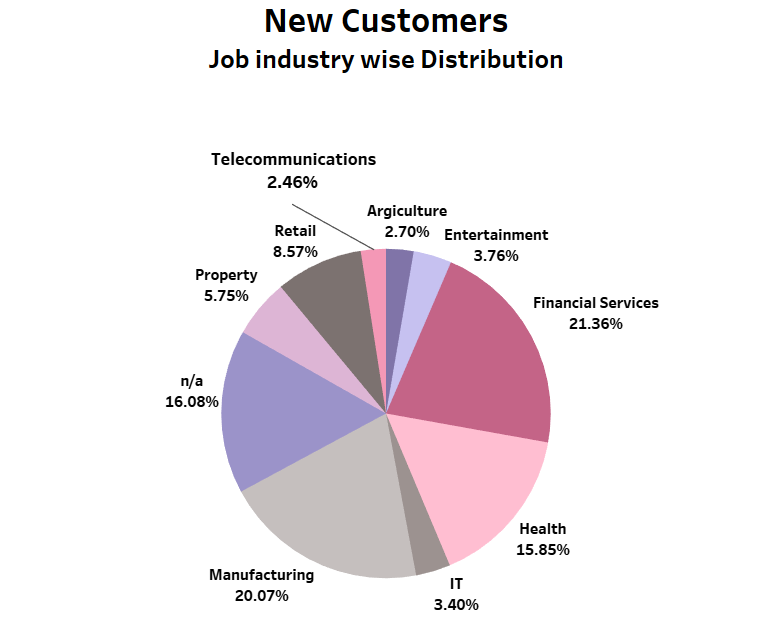 New Customers
Job industry wise Distribution
Telecommunications
2.46%
Argiculture
2.70%
Entertainment
3.76%
Retail
8.57%
Property
5.75%
Financial Services
21.36%
n/a
16.08%
Health
15.85%
Manufacturing
20.07%
IT
3.40%